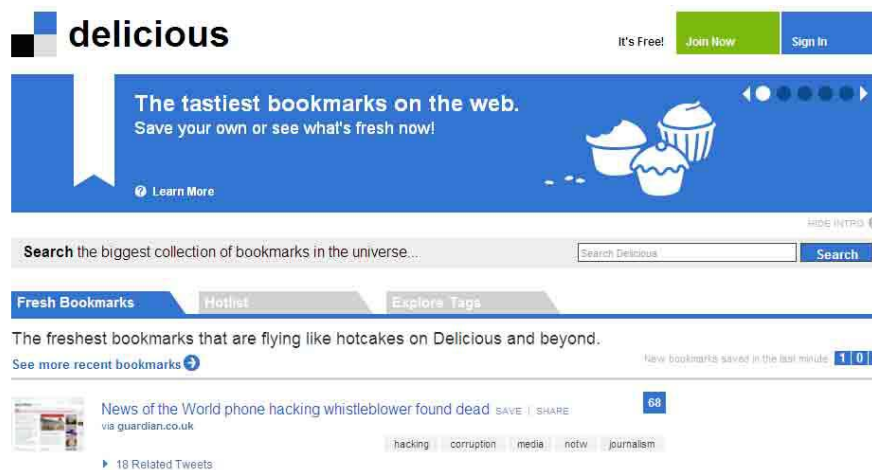 delicious
It's Free! Join Now Sign In
The tastiest bookmarks on the web.
Save your own or see what's fresh now!
Learn More
HIDE INTRO
Search the biggest collection of bookmarks in the universe...
Search Delicious Search
Fresh Bookmarks Hotlist Explore Tags
The freshest bookmarks that are flying like hotcakes on Delicious and beyond.
See more recent bookmarks
New bookmarks saved in the last minute 1 0
News of the World phone hacking whistleblower found dead SAVE | SHARE 68
via guardian.co.uk
hacking corruption media notw journalism
18 Related Tweets